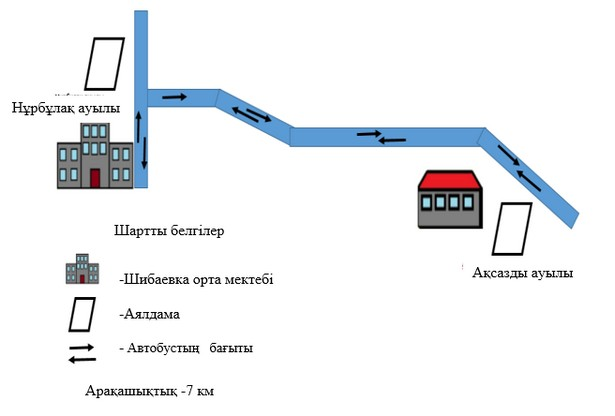 Нұрбұлақ ауылы
Ақсазды ауылы
Шартты белгілер
-Шибаевка орта мектебі
-Аялдама
- Автобустың бағыты
Арақашықтық -7 км